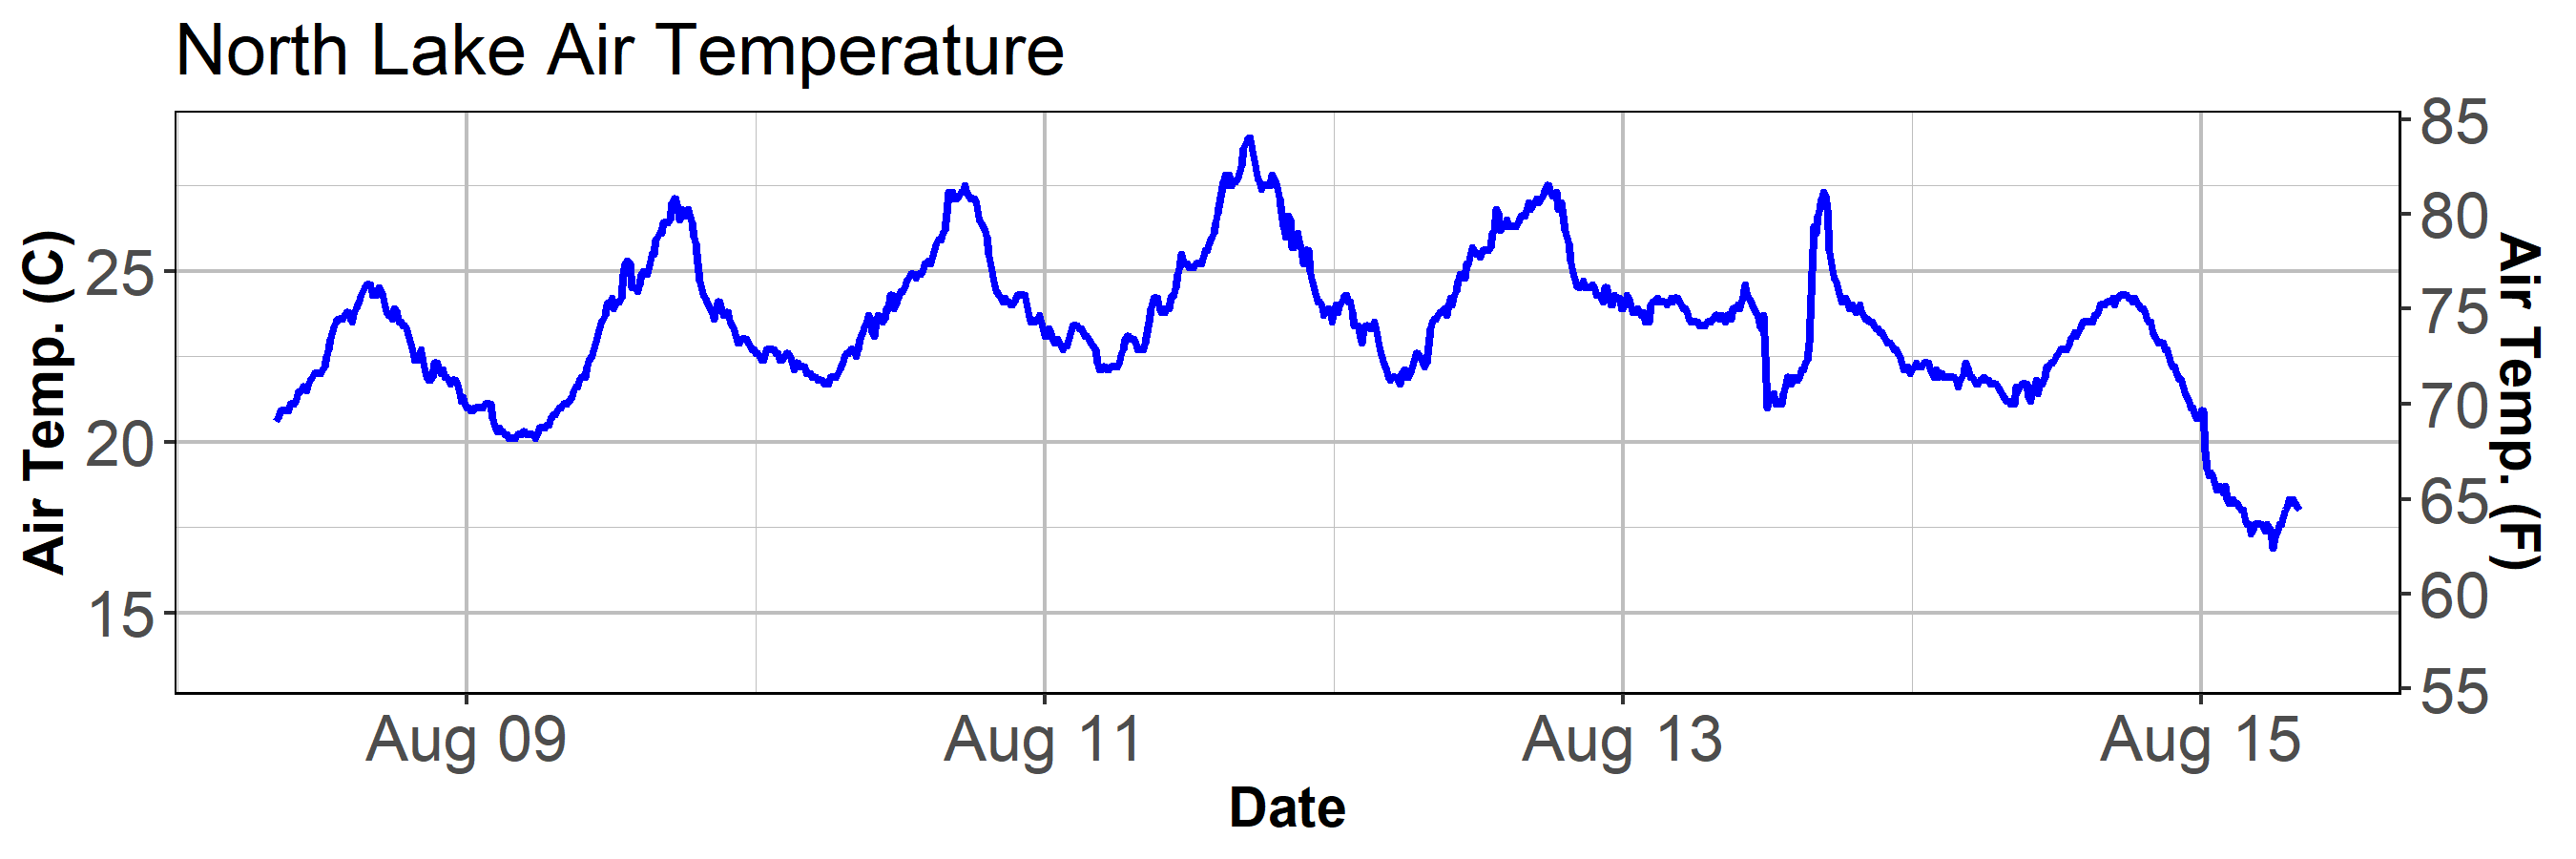 North Lake Air Temperature
Air Temp. (C)
25
20
15
85
80
75
70
65
60
55
Air Temp. (F)
Aug 09
Aug 11
Aug 13
Aug 15
Date